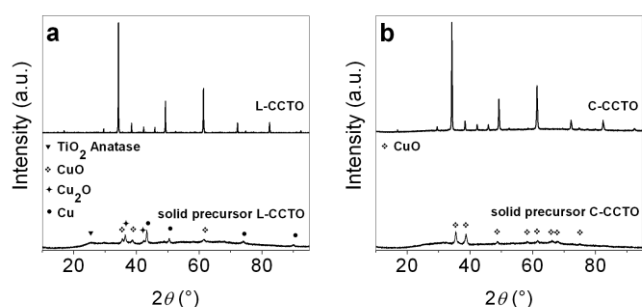 a
L-CCTO
TiO2 Anatase
CuO
Cu2O
Cu
solid precursor L-CCTO
Intensity (a.u.)
20 40 60 80
2θ (°)
b
C-CCTO
CuO
solid precursor C-CCTO
Intensity (a.u.)
20 40 60 80
2θ (°)